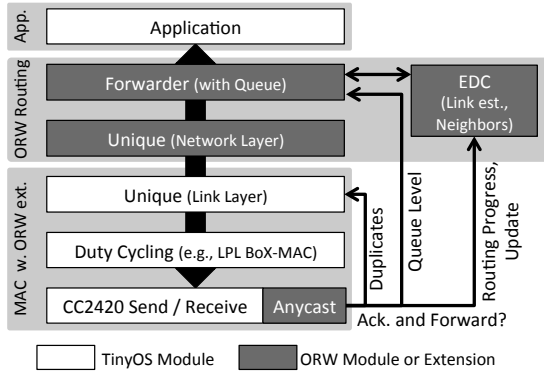 App.
Application
ORW Routing
Forwarder (with Queue)
EDC
(Link est.,
Neighbors)
Unique (Network Layer)
MAC w. ORW ext.
Unique (Link Layer)
Duty Cycling (e.g., LPL BoX-MAC)
CC2420 Send / Receive
Anycast
Duplicates
Queue Level
Routing Progress,
Update
Ack. and Forward?
TinyOS Module
ORW Module or Extension